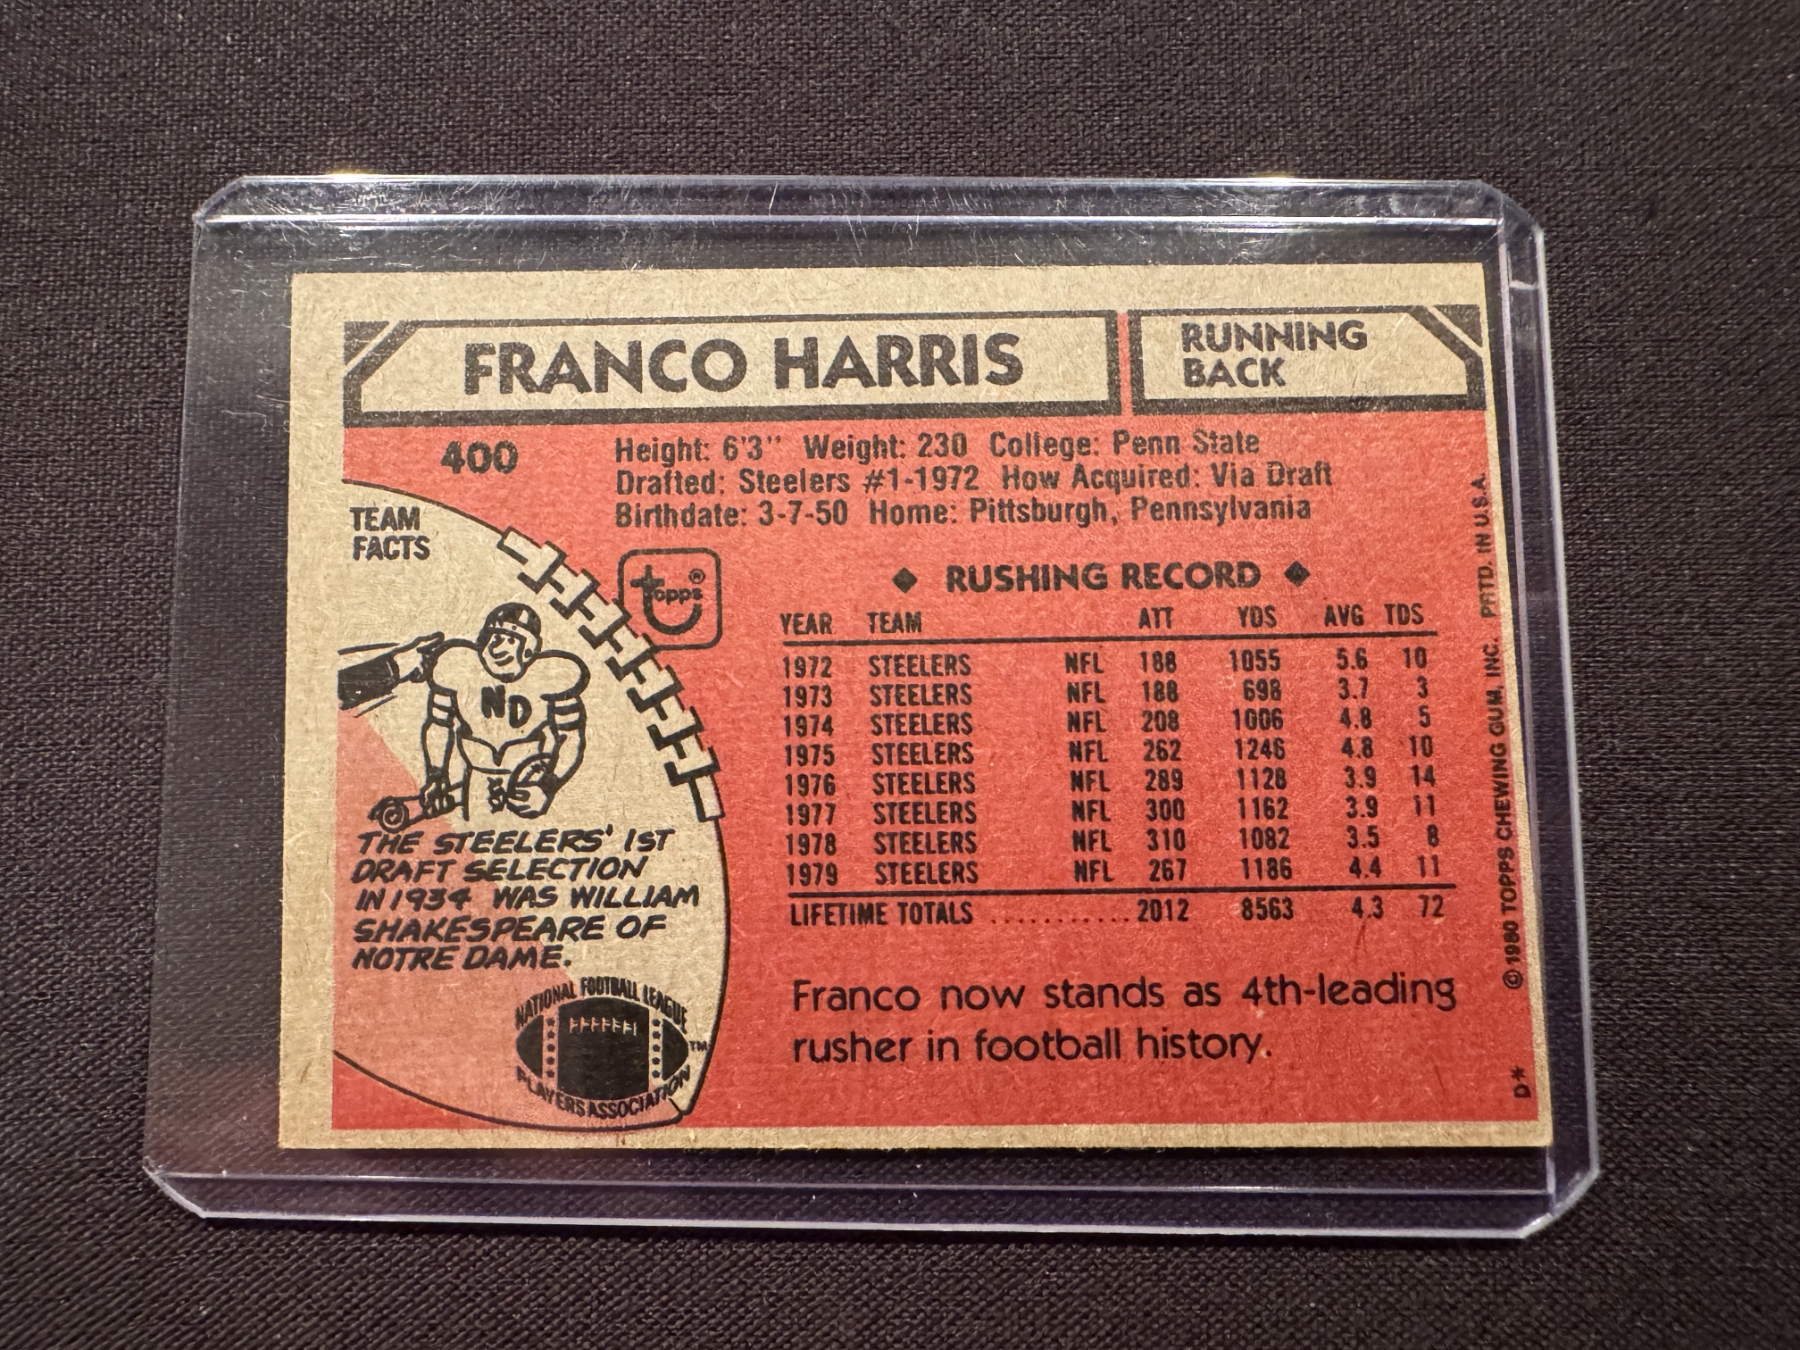 FRANCO HARRIS
RUNNING
BACK
400
Height: 6'3" Weight: 230 College: Penn State
Drafted: Steelers #1-1972 How Acquired: Via Draft
Birthdate: 3-7-50 Home: Pittsburgh, Pennsylvania
TEAM
FACTS
topps®
ND
THE STEELERS' 1ST
DRAFT SELECTION
IN 1934 WAS WILLIAM
SHAKESPEARE OF
NOTRE DAME.
NATIONAL FOOTBALL LEAGUE
PLAYERS ASSOCIATION
TM
◆ RUSHING RECORD ◆
YEAR TEAM ATT YDS AVG TDS
1972 STEELERS NFL 188 1055 5.6 10
1973 STEELERS NFL 188 698 3.7 3
1974 STEELERS NFL 208 1006 4.8 5
1975 STEELERS NFL 262 1246 4.8 10
1976 STEELERS NFL 289 1128 3.9 14
1977 STEELERS NFL 300 1162 3.9 11
1978 STEELERS NFL 310 1082 3.5 8
1979 STEELERS NFL 267 1186 4.4 11
LIFETIME TOTALS ........... 2012 8563 4.3 72
Franco now stands as 4th-leading
rusher in football history.
© 1980 TOPPS CHEWING GUM, INC. PRTD. IN U.S.A.
D*